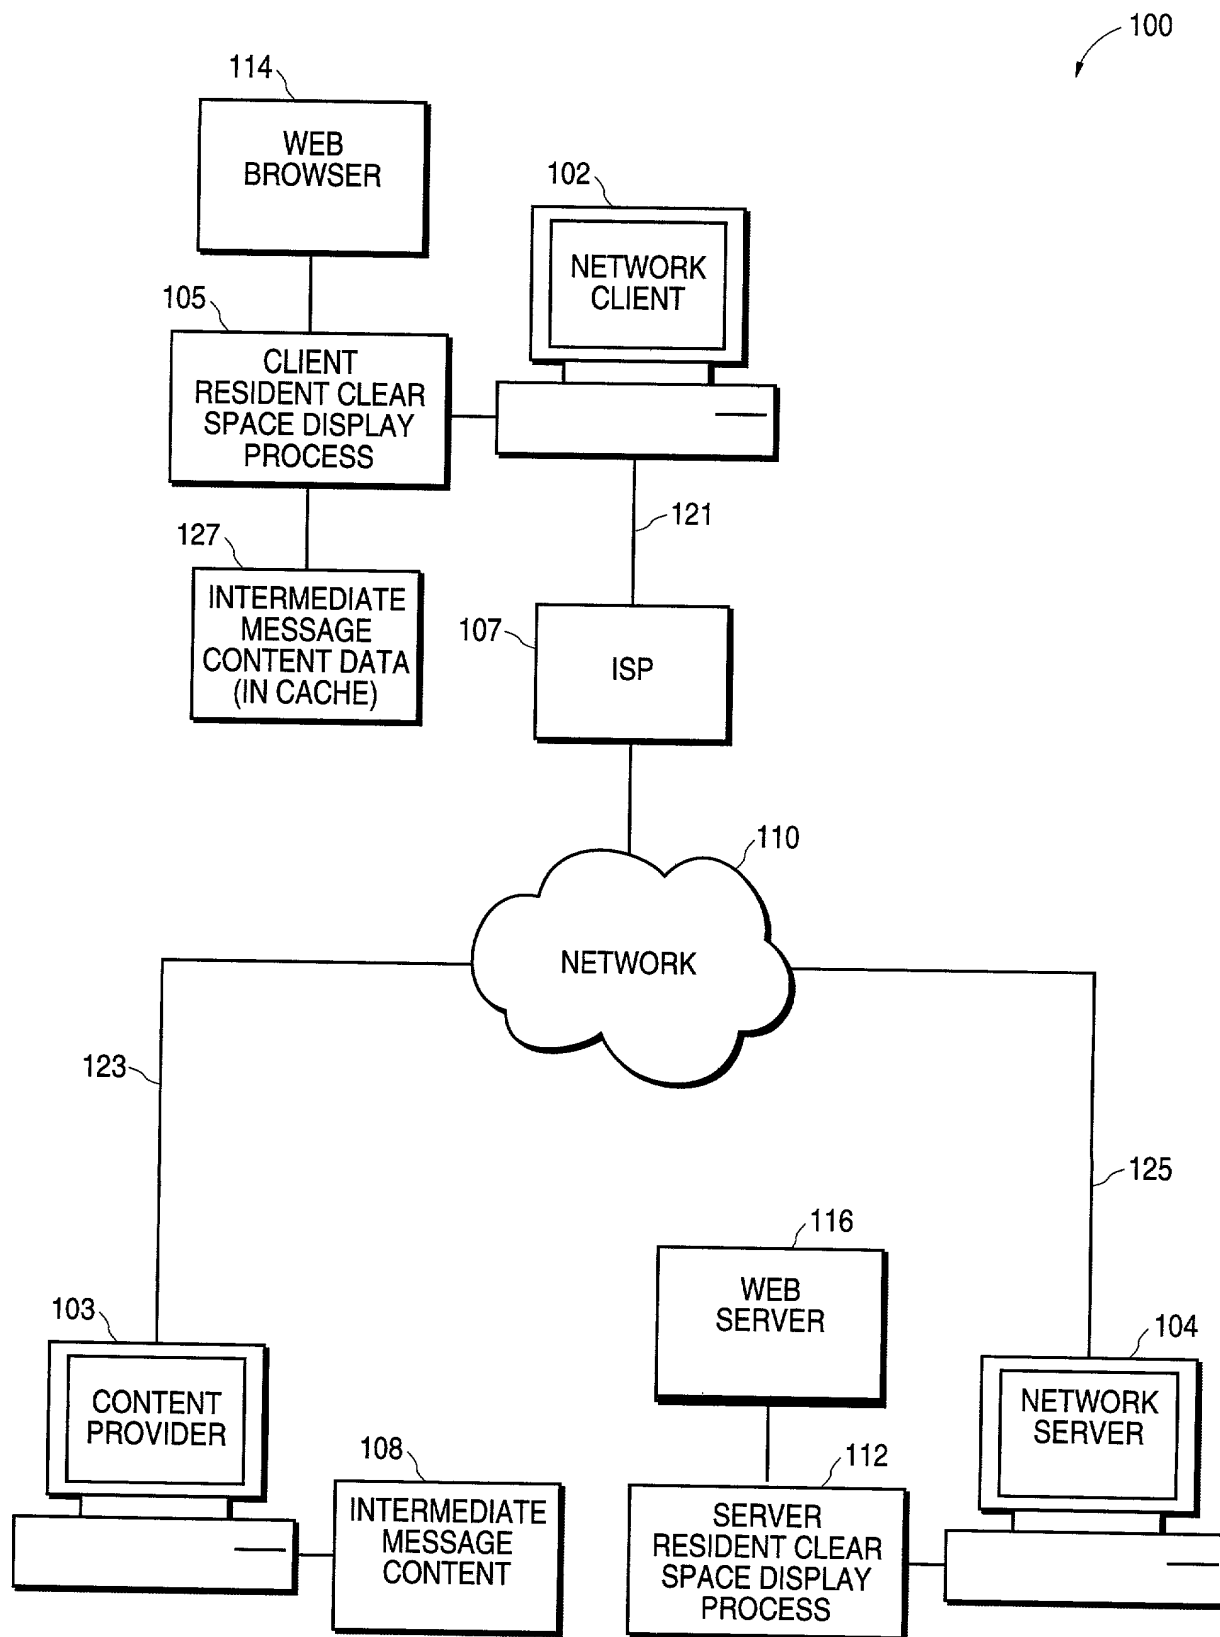 100
114
WEB
BROWSER
102
NETWORK
CLIENT
105
CLIENT
RESIDENT CLEAR
SPACE DISPLAY
PROCESS
121
127
INTERMEDIATE
MESSAGE
CONTENT DATA
(IN CACHE)
107
ISP
110
NETWORK
123
125
116
WEB
SERVER
103
CONTENT
PROVIDER
104
NETWORK
SERVER
108
INTERMEDIATE
MESSAGE
CONTENT
112
SERVER
RESIDENT CLEAR
SPACE DISPLAY
PROCESS